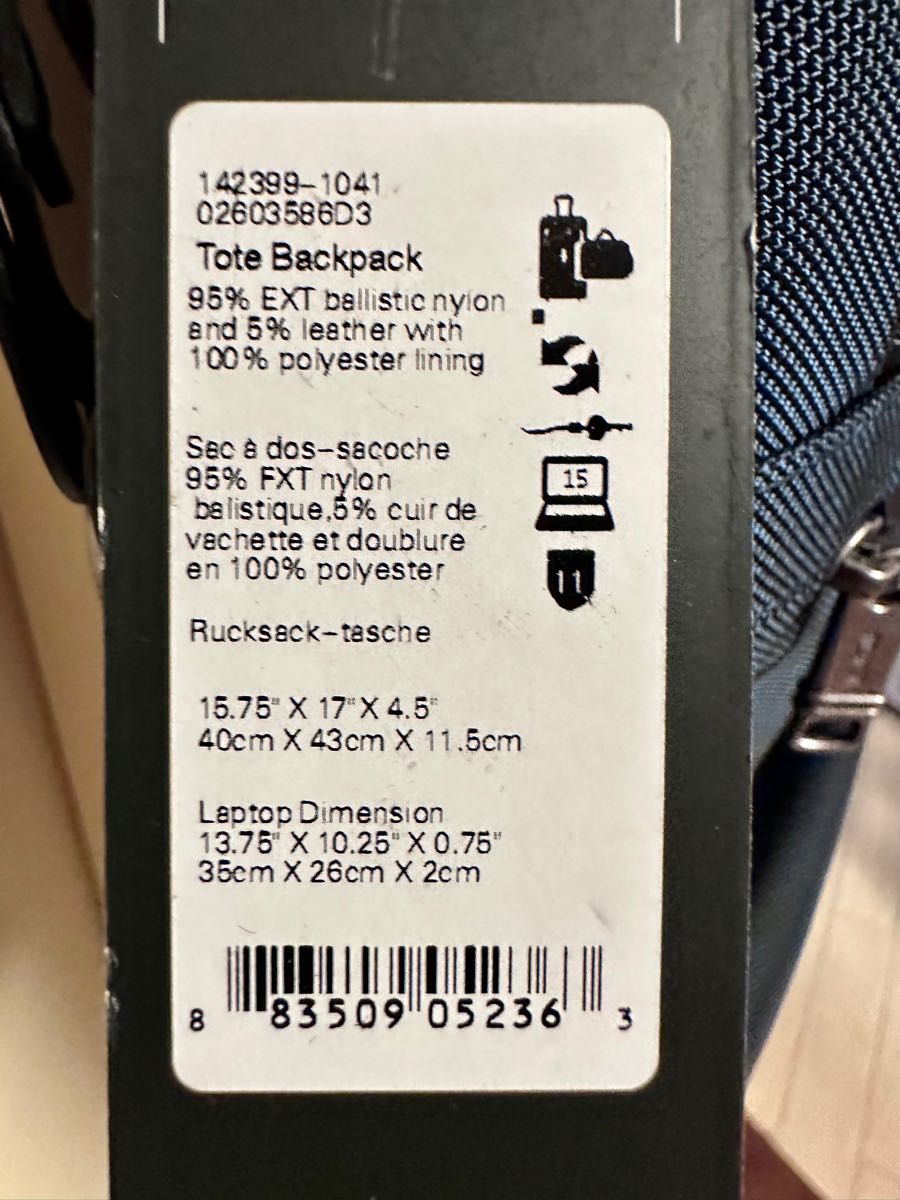 142399-1041
02603586D3
Tote Backpack
95% EXT ballistic nylon
and 5% leather with
100% polyester lining
15
Sac à dos-sacoche
95% FXT nylon
balistique,5% cuir de
vachette et doublure
en 100% polyester
11
Rucksack-tasche
15.75" X 17" X 4.5"
40cm X 43cm X 11.5cm
Laptop Dimension
13.75" X 10.25" X 0.75"
35cm X 26cm X 2cm
8 83509 05236 3